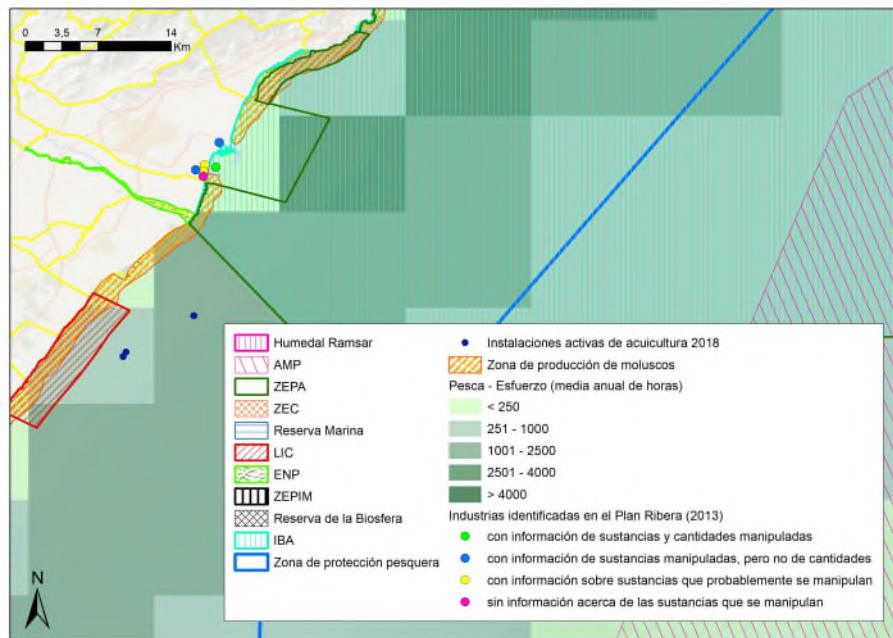 0 3,5 7 14
Km
Humedal Ramsar
AMP
ZEPA
ZEC
Reserva Marina
LIC
ENP
ZEPIM
Reserva de la Biosfera
IBA
Zona de protección pesquera
Instalaciones activas de acuicultura 2018
Zona de producción de moluscos
Pesca - Esfuerzo (media anual de horas)
< 250
251 - 1000
1001 - 2500
2501 - 4000
> 4000
Industrias identificadas en el Plan Ribera (2013)
con información de sustancias y cantidades manipuladas
con información de sustancias manipuladas, pero no de cantidades
con información sobre sustancias que probablemente se manipulan
sin información acerca de las sustancias que se manipulan
N